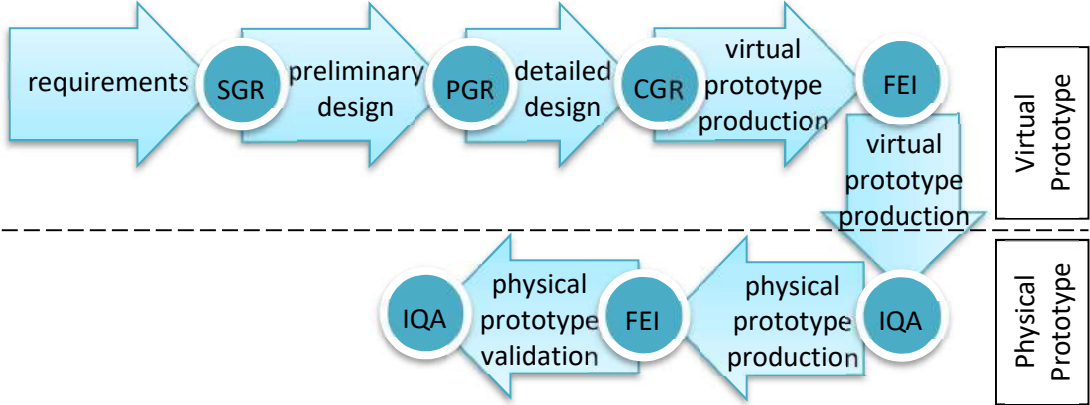 requirements
SGR
preliminary
design
PGR
detailed
design
CGR
virtual
prototype
production
FEI
virtual
prototype
production
Virtual
Prototype
IQA
physical
prototype
validation
FEI
physical
prototype
production
IQA
Physical
Prototype